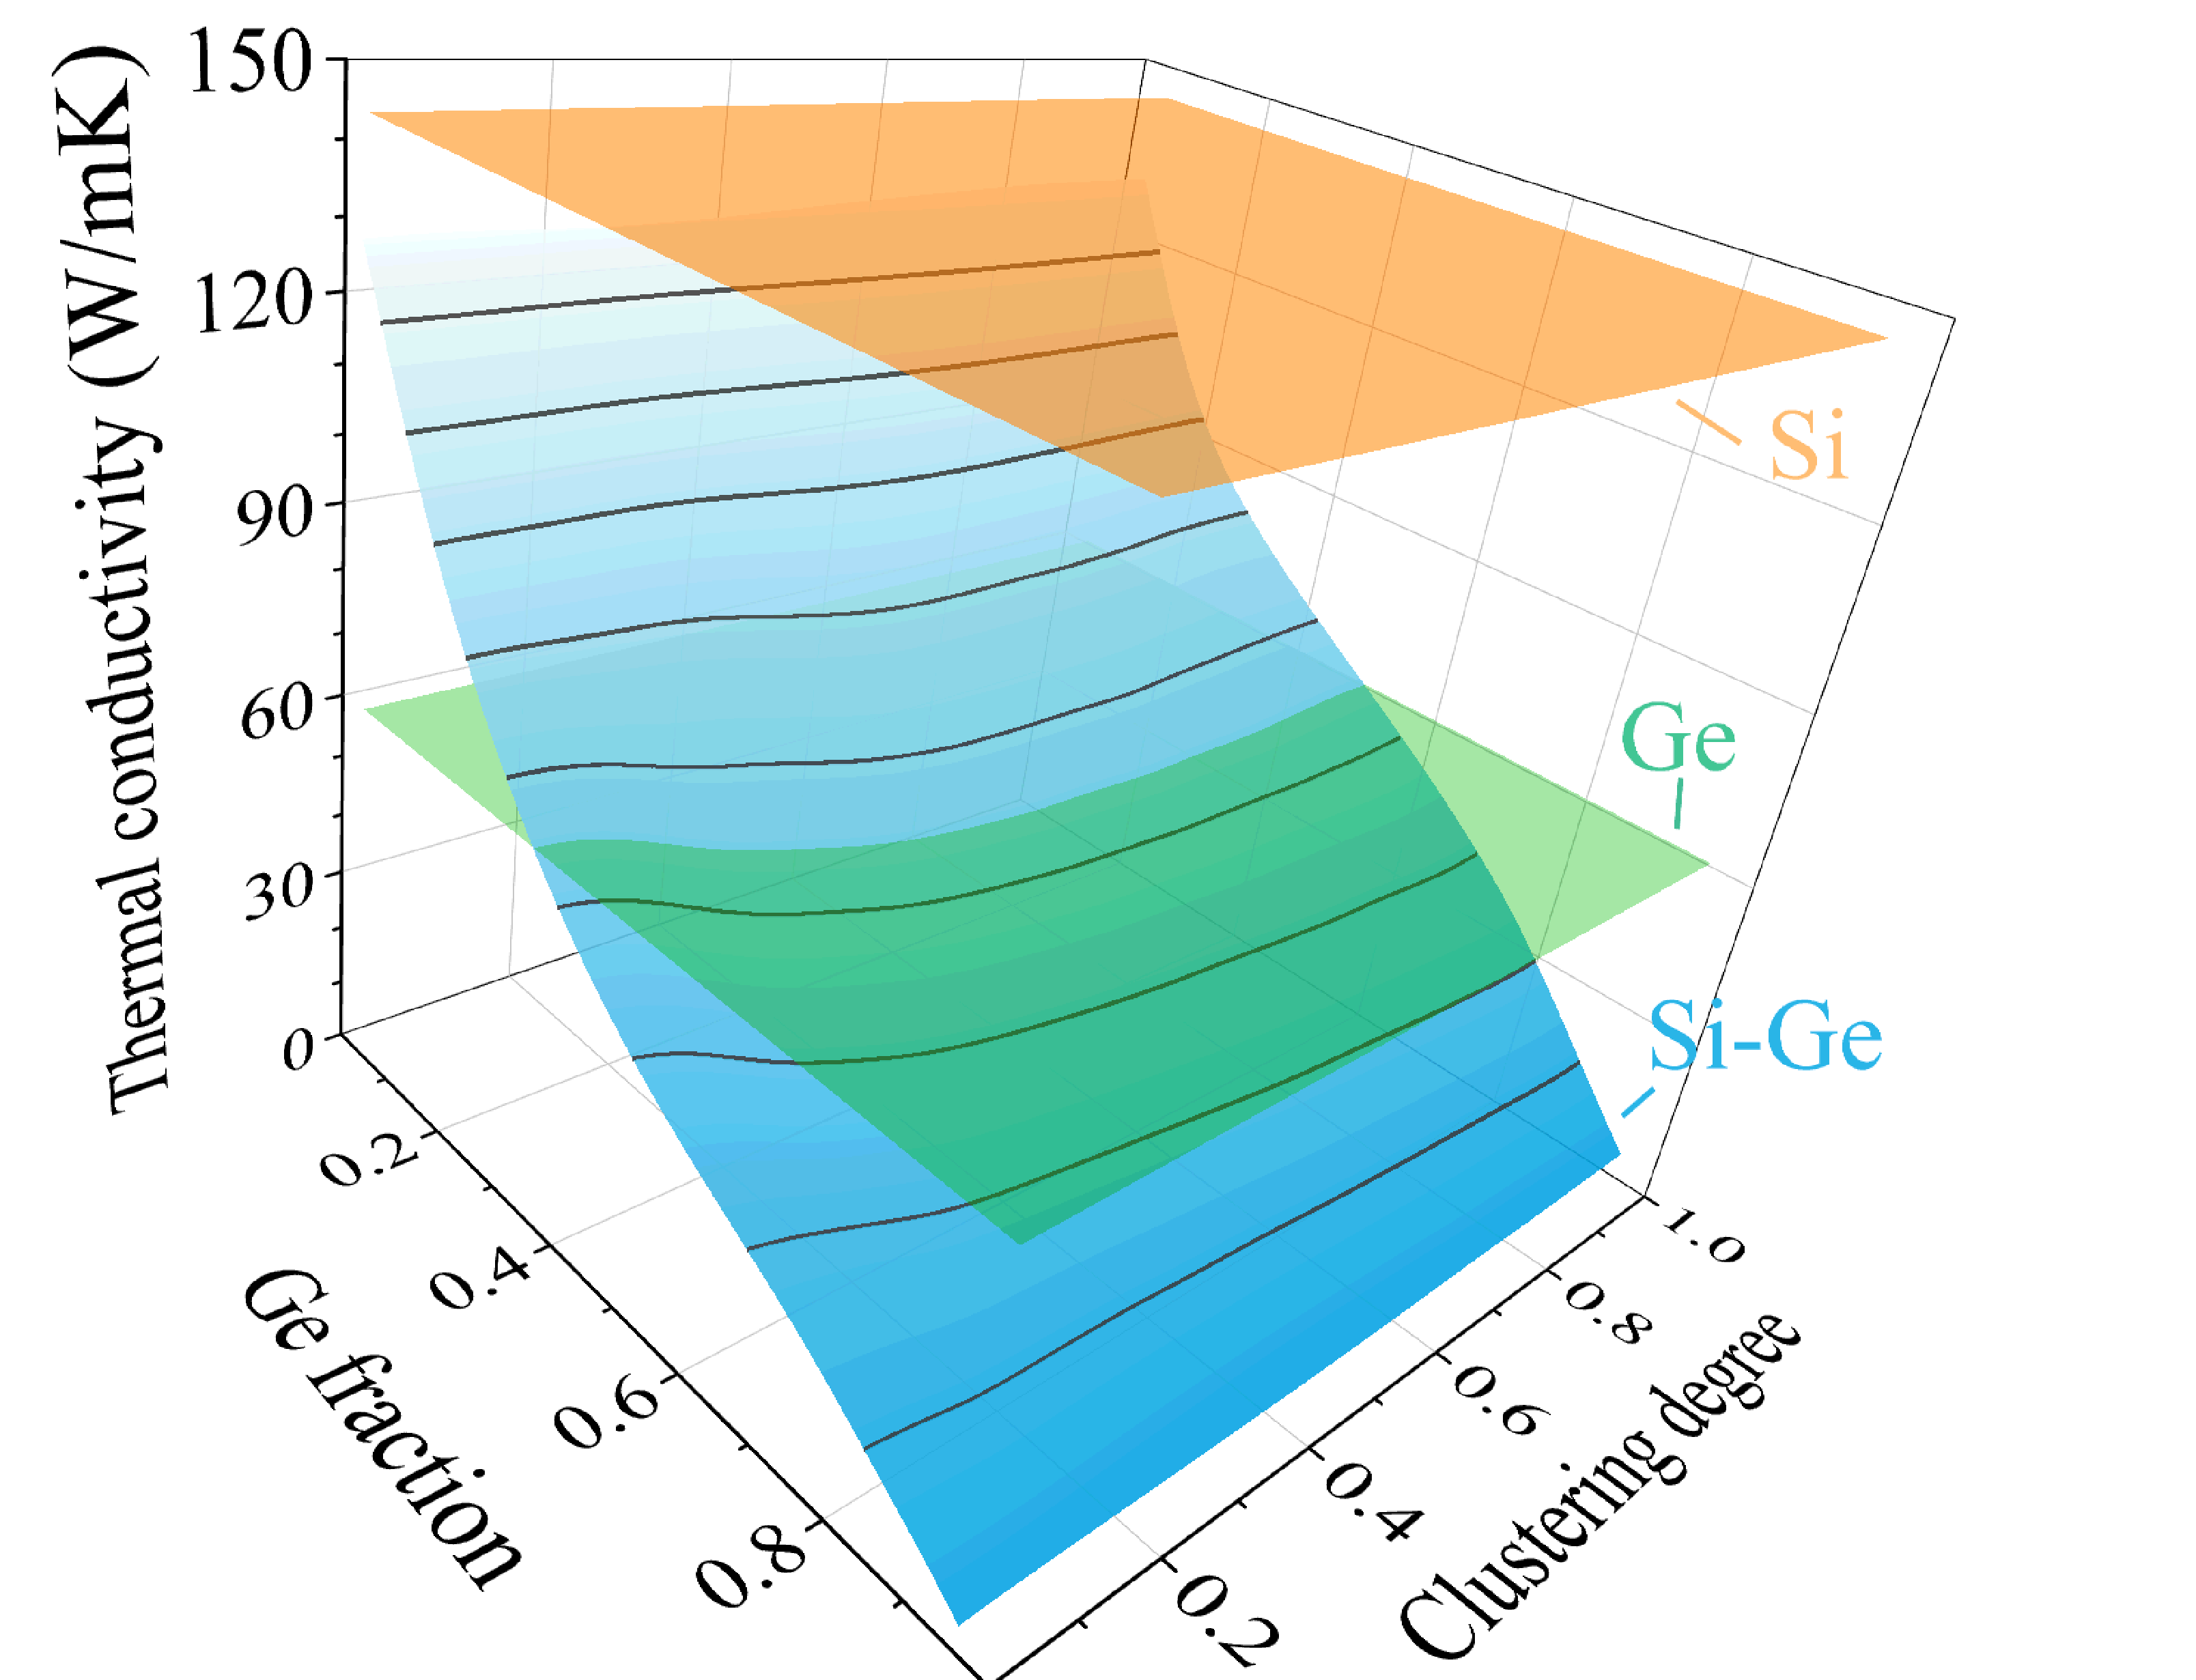 Thermal conductivity (W/mK)
150
120
90
60
30
0
Si
Ge
Si-Ge
0.2
0.4
0.6
0.8
Ge fraction
1.0
0.8
0.6
0.4
0.2
Clustering degree